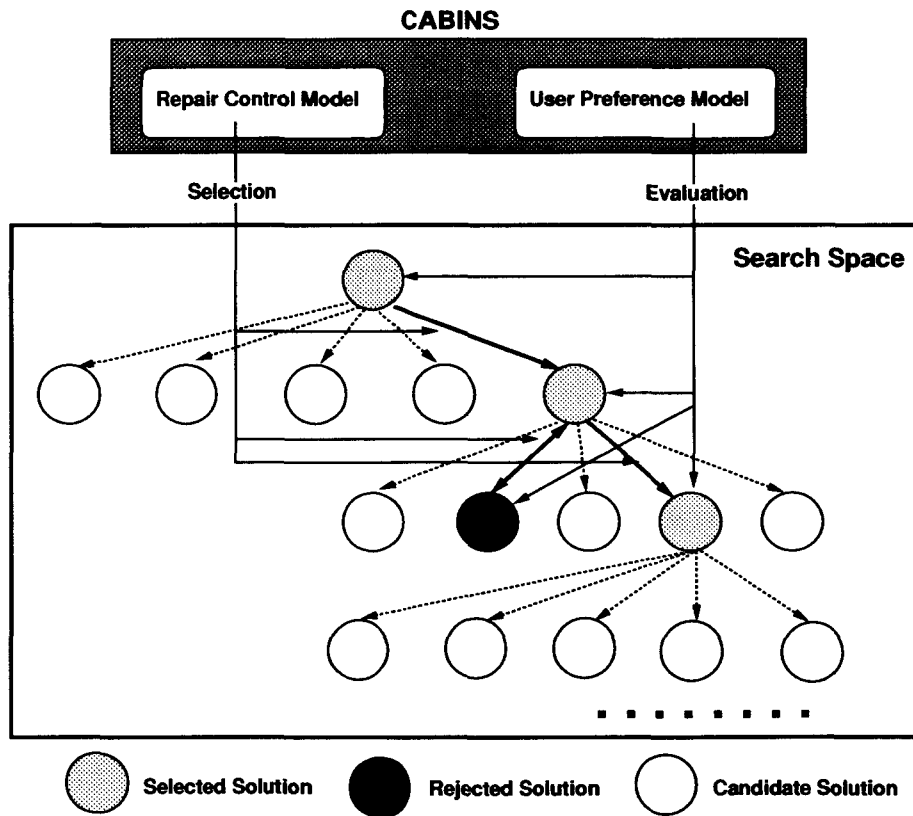 CABINS
Repair Control Model
User Preference Model
Selection
Evaluation
Search Space
Selected Solution
Rejected Solution
Candidate Solution